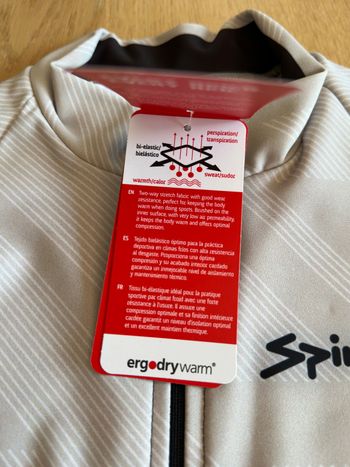 perspiration/
transpiration
bi-elastic/
bielástico
sweat/sudor
warmth/calor
EN Two-way stretch fabric with good wear
resistance, perfect for keeping the body
warm when doing sports. Brushed on the
inner surface, with very low air permeability,
it keeps the body warm and offers optimal
compression.
ES Tejido bielástico óptimo para la práctica
deportiva en climas fríos con alta resistencia
al desgaste. Proporciona una óptima
compresión y su acabado interior cardado
garantiza un inmejorable nivel de aislamiento
y mantenimiento térmico.
FR Tissu bi-élastique idéal pour la pratique
sportive par climat froid avec une forte
résistance à l'usure. Il assure une
compression optimale et sa finition intérieure
cardée garantit un niveau d'isolation optimal
et un excellent maintien thermique.
ergodrywarm®
Spi